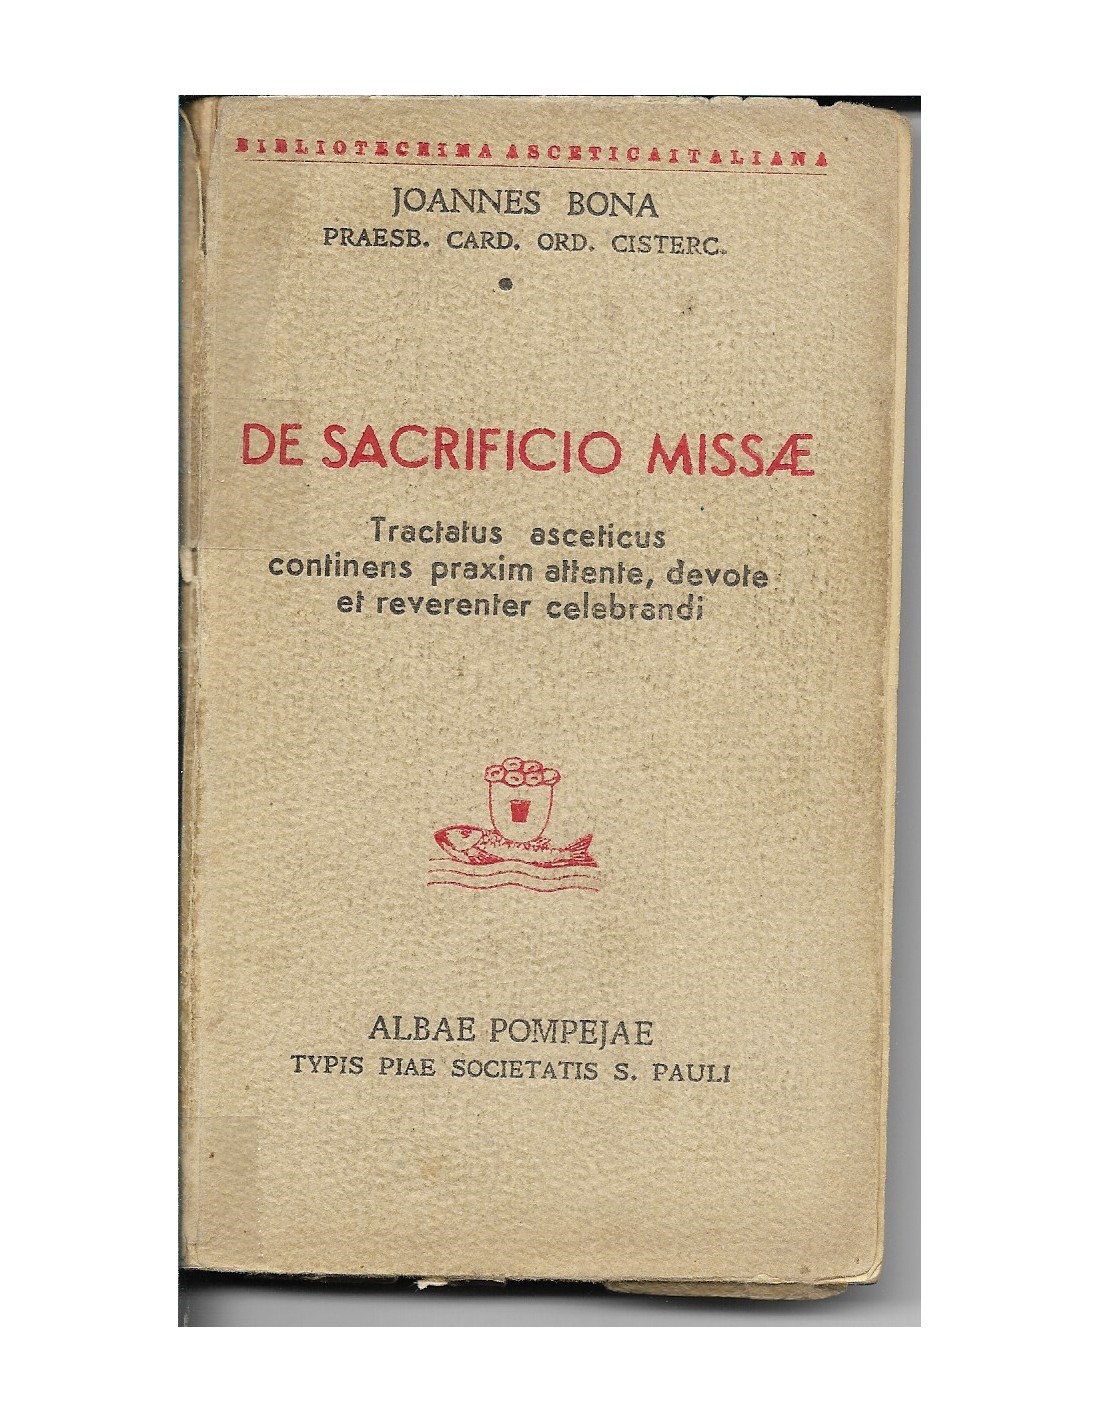 BIBLIOTECHINA ASCETICA ITALIANA
JOANNES BONA
PRAESB. CARD. ORD. CISTERC.
DE SACRIFICIO MISSÆ
Tractatus asceticus
continens praxim attente, devote
et reverenter celebrandi
ALBAE POMPEJAE
TYPIS PIAE SOCIETATIS S. PAULI